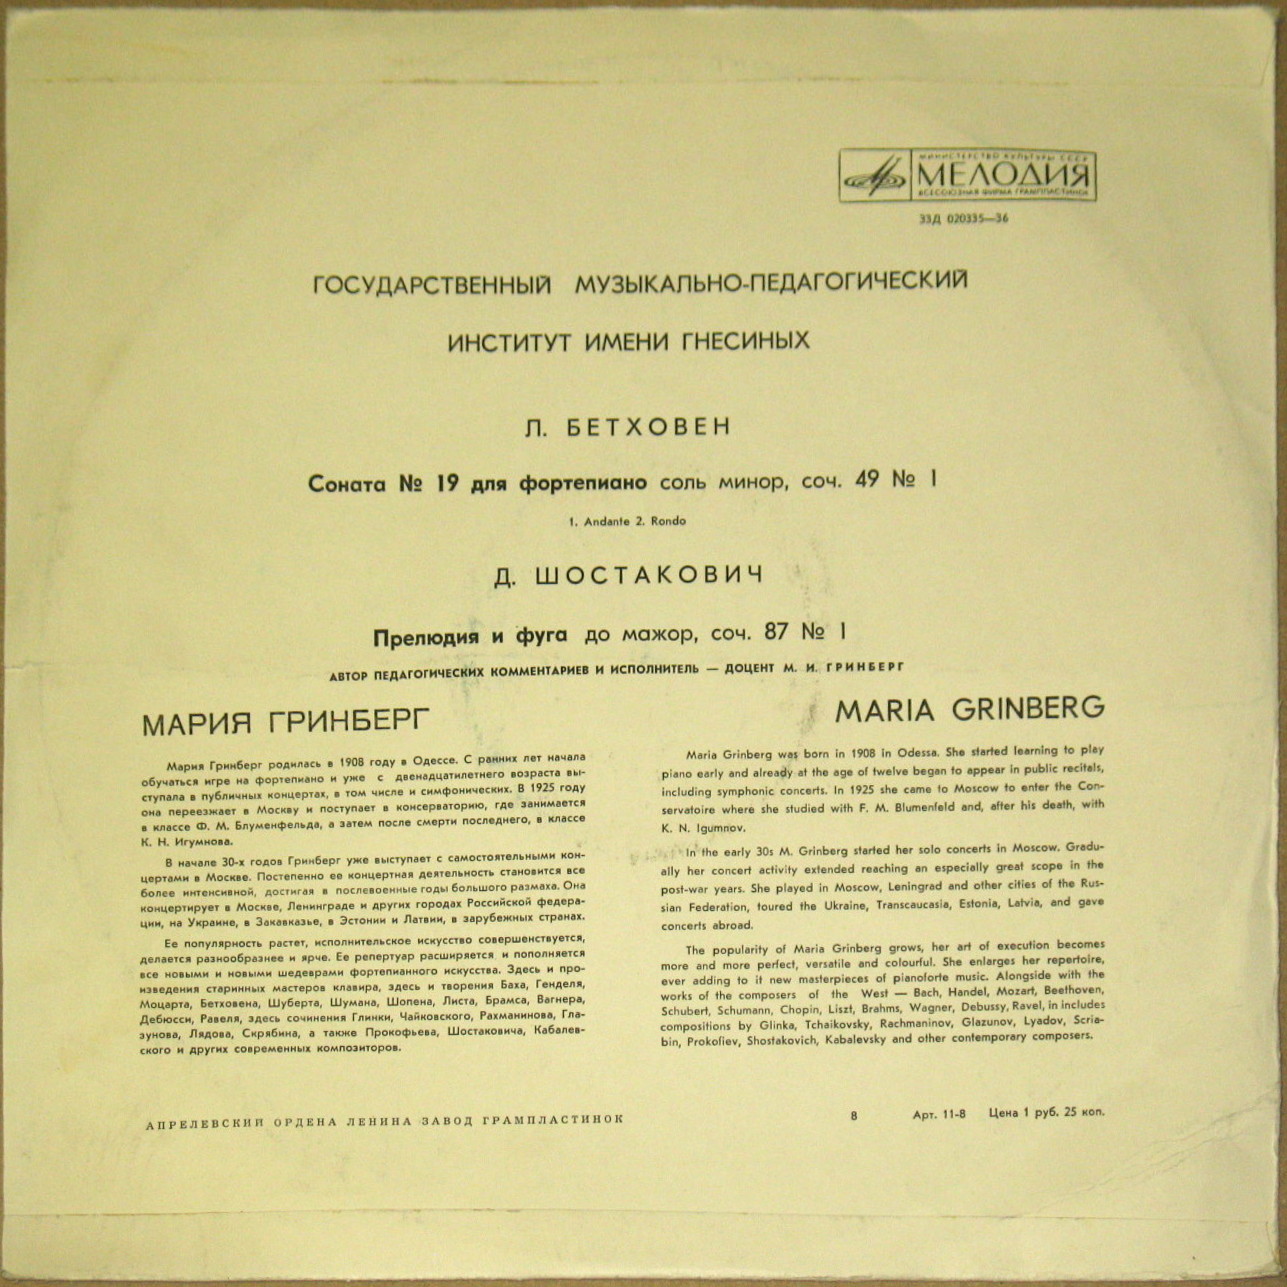 МИНИСТЕРСТВО КУЛЬТУРЫ СССР
МЕЛОДИЯ
ВСЕСОЮЗНАЯ ФИРМА ГРАМПЛАСТИНОК
33Д 020335—36
ГОСУДАРСТВЕННЫЙ МУЗЫКАЛЬНО-ПЕДАГОГИЧЕСКИЙ
ИНСТИТУТ ИМЕНИ ГНЕСИНЫХ
Л. БЕТХОВЕН
Соната № 19 для фортепиано соль минор, соч. 49 № 1
1. Andante 2. Rondo
Д. ШОСТАКОВИЧ
Прелюдия и фуга до мажор, соч. 87 № 1
АВТОР ПЕДАГОГИЧЕСКИХ КОММЕНТАРИЕВ И ИСПОЛНИТЕЛЬ — ДОЦЕНТ М. И. ГРИНБЕРГ
МАРИЯ ГРИНБЕРГ
Мария Гринберг родилась в 1908 году в Одессе. С ранних лет начала
обучаться игре на фортепиано и уже с двенадцатилетнего возраста вы-
ступала в публичных концертах, в том числе и симфонических. В 1925 году
она переезжает в Москву и поступает в консерваторию, где занимается
в классе Ф. М. Блуменфельда, а затем после смерти последнего, в классе
К. Н. Игумнова.
В начале 30-х годов Гринберг уже выступает с самостоятельными кон-
цертами в Москве. Постепенно ее концертная деятельность становится все
более интенсивной, достигая в послевоенные годы большого размаха. Она
концертирует в Москве, Ленинграде и других городах Российской федера-
ции, на Украине, в Закавказье, в Эстонии и Латвии, в зарубежных странах.
Ее популярность растет, исполнительское искусство совершенствуется,
делается разнообразнее и ярче. Ее репертуар расширяется и пополняется
все новыми и новыми шедеврами фортепианного искусства. Здесь и про-
изведения старинных мастеров клавира, здесь и творения Баха, Генделя,
Моцарта, Бетховена, Шуберта, Шумана, Шопена, Листа, Брамса, Вагнера,
Дебюсси, Равеля, здесь сочинения Глинки, Чайковского, Рахманинова, Гла-
зунова, Лядова, Скрябина, а также Прокофьева, Шостаковича, Кабалев-
ского и других современных композиторов.
MARIA GRINBERG
Maria Grinberg was born in 1908 in Odessa. She started learning to play
piano early and already at the age of twelve began to appear in public recitals,
including symphonic concerts. In 1925 she came to Moscow to enter the Con-
servatoire where she studied with F. M. Blumenfeld and, after his death, with
K. N. Igumnov.
In the early 30s M. Grinberg started her solo concerts in Moscow. Gradu-
ally her concert activity extended reaching an especially great scope in the
post-war years. She played in Moscow, Leningrad and other cities of the Rus-
sian Federation, toured the Ukraine, Transcaucasia, Estonia, Latvia, and gave
concerts abroad.
The popularity of Maria Grinberg grows, her art of execution becomes
more and more perfect, versatile and colourful. She enlarges her repertoire,
ever adding to it new masterpieces of pianoforte music. Alongside with the
works of the composers of the West — Bach, Handel, Mozart, Beethoven,
Schubert, Schumann, Chopin, Liszt, Brahms, Wagner, Debussy, Ravel, in includes
compositions by Glinka, Tchaikovsky, Rachmaninov, Glazunov, Lyadov, Scria-
bin, Prokofiev, Shostakovich, Kabalevsky and other contemporary composers.
АПРЕЛЕВСКИЙ ОРДЕНА ЛЕНИНА ЗАВОД ГРАМПЛАСТИНОК
8 Арт. 11-8 Цена 1 руб. 25 коп.